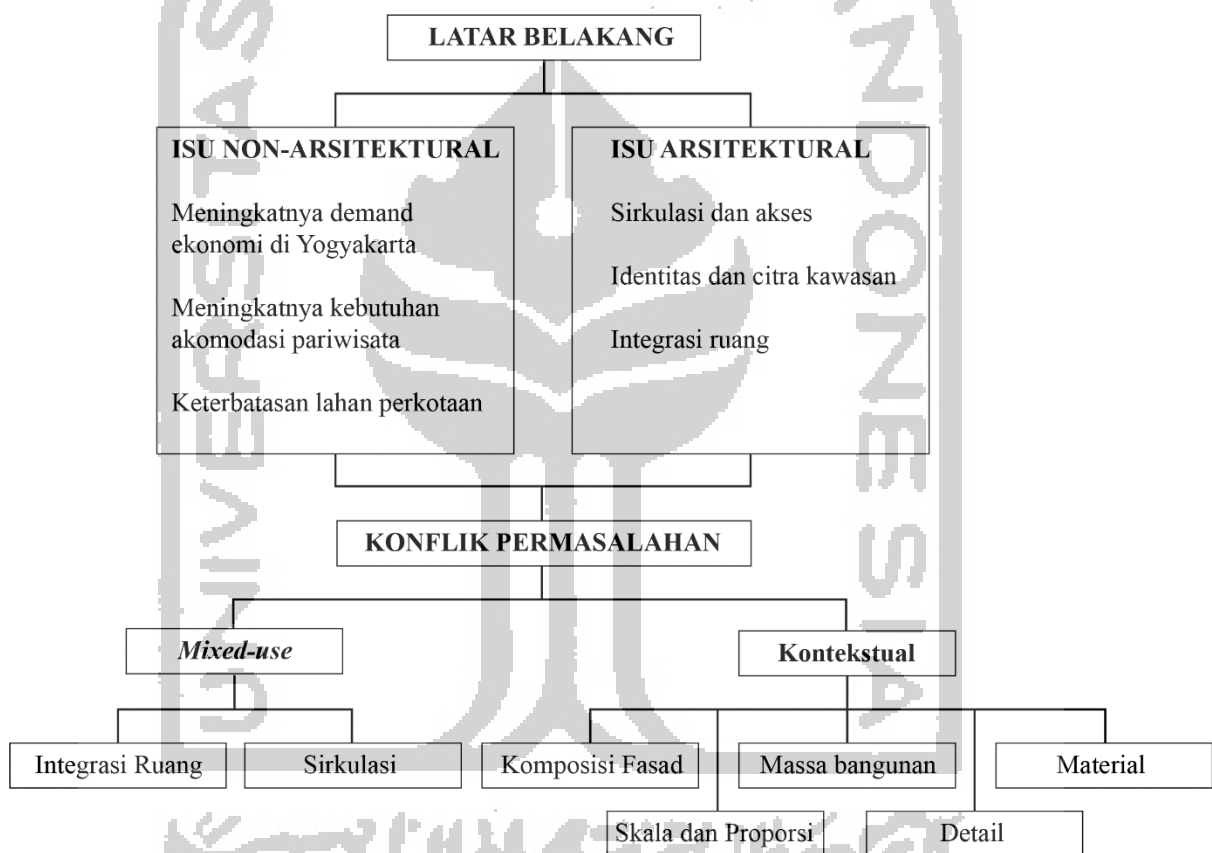 LATAR BELAKANG
ISU NON-ARSITEKTURAL
Meningkatnya demand
ekonomi di Yogyakarta
Meningkatnya kebutuhan
akomodasi pariwisata
Keterbatasan lahan perkotaan
ISU ARSITEKTURAL
Sirkulasi dan akses
Identitas dan citra kawasan
Integrasi ruang
KONFLIK PERMASALAHAN
Mixed-use
Kontekstual
Integrasi Ruang
Sirkulasi
Komposisi Fasad
Massa bangunan
Material
Skala dan Proporsi
Detail
UNIVERSITAS
INDONESIA